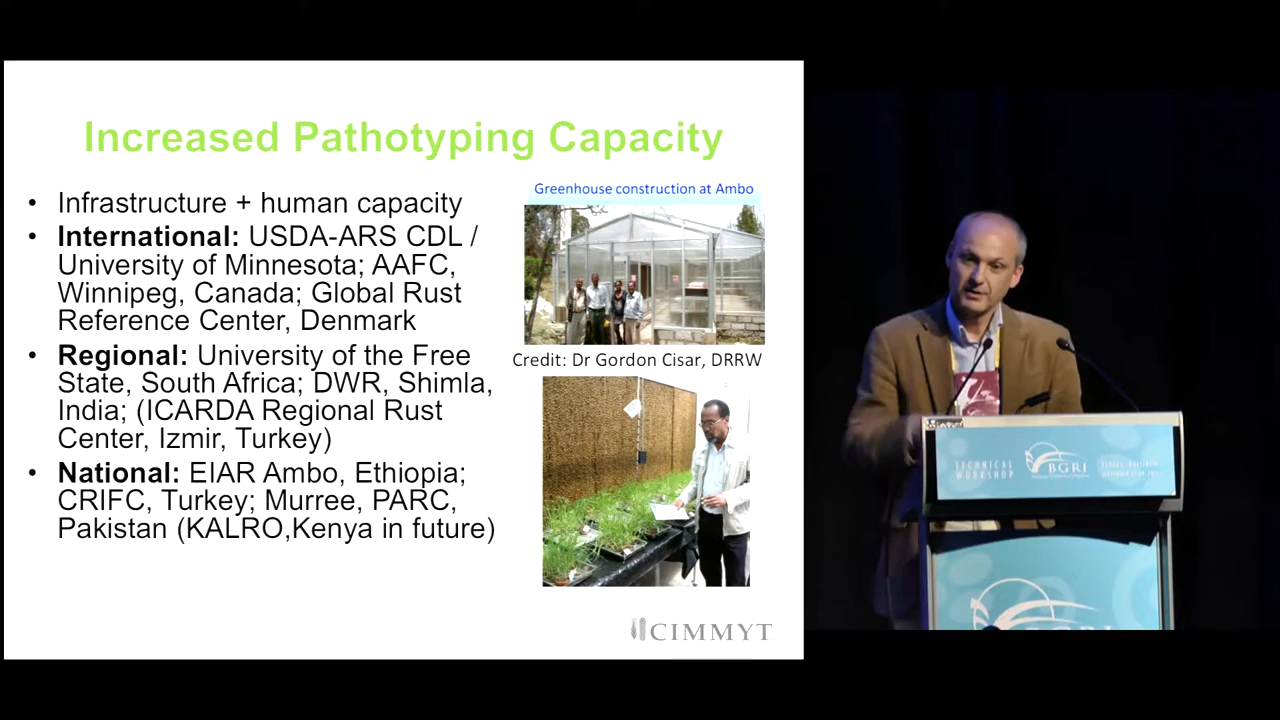 Increased Pathotyping Capacity
• Infrastructure + human capacity
• International: USDA-ARS CDL /
University of Minnesota; AAFC,
Winnipeg, Canada; Global Rust
Reference Center, Denmark
• Regional: University of the Free
State, South Africa; DWR, Shimla,
India; (ICARDA Regional Rust
Center, Izmir, Turkey)
• National: EIAR Ambo, Ethiopia;
CRIFC, Turkey; Murree, PARC,
Pakistan (KALRO,Kenya in future)
Greenhouse construction at Ambo
Credit: Dr Gordon Cisar, DRRW
CIMMYT
TECHNICAL
WORKSHOP
BGRI
BGRI